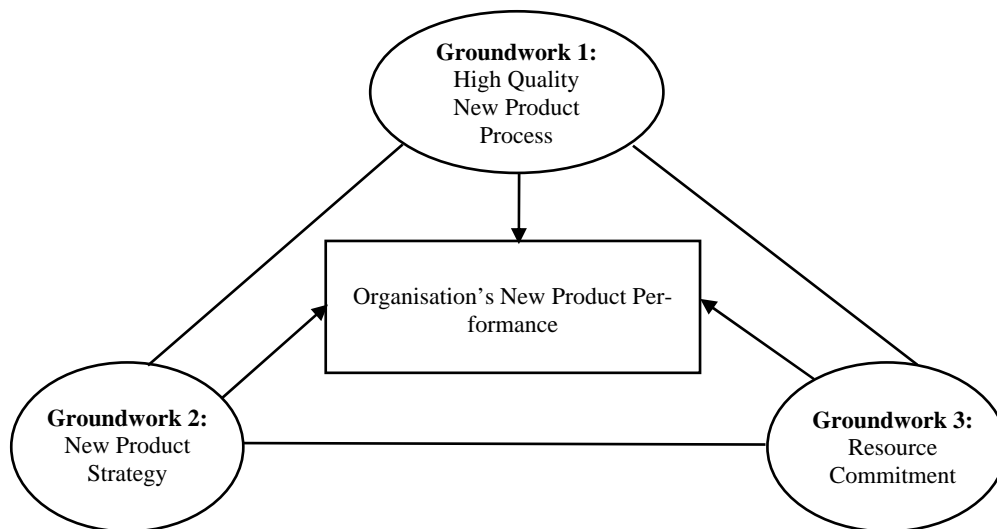 Groundwork 1:
High Quality
New Product
Process
Organisation's New Product Per-
formance
Groundwork 2:
New Product
Strategy
Groundwork 3:
Resource
Commitment